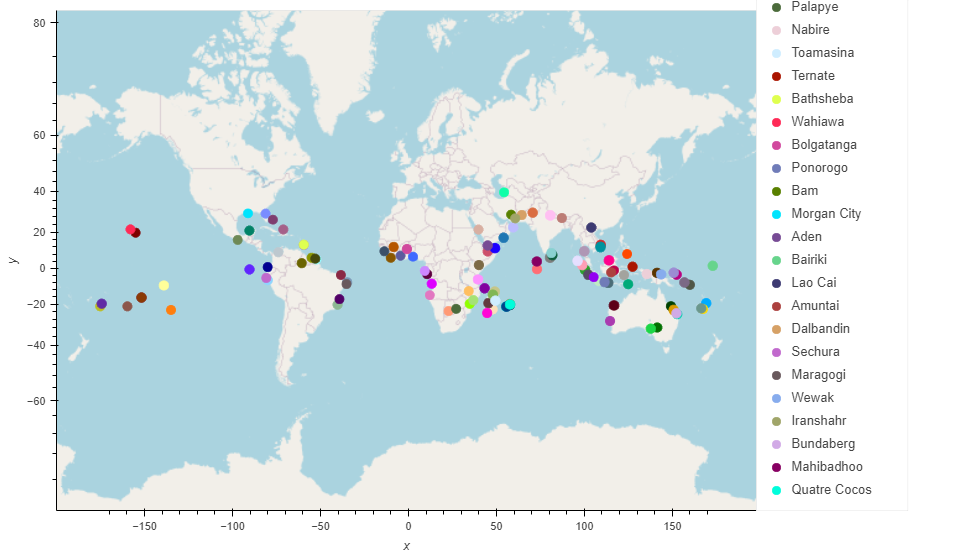 Palapye
Nabire
Toamasina
Ternate
Bathsheba
Wahiawa
Bolgatanga
Ponorogo
Bam
Morgan City
Aden
Bairiki
Lao Cai
Amuntai
Dalbandin
Sechura
Maragogi
Wewak
Iranshahr
Bundaberg
Mahibadhoo
Quatre Cocos
80
60
40
20
0
−20
−40
−60
y
−150 −100 −50 0 50 100 150
x